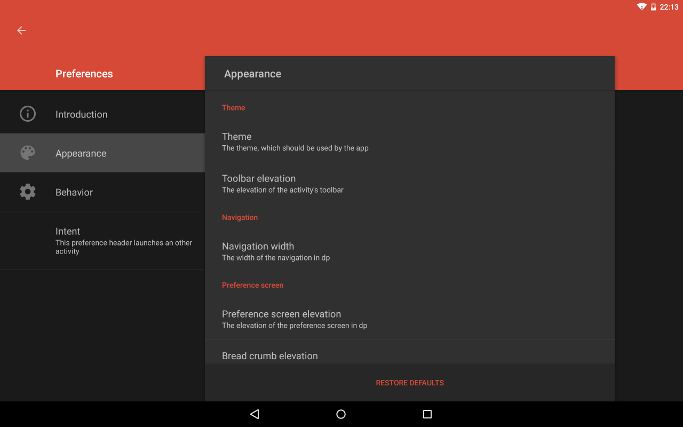 22:13
Preferences
Introduction
Appearance
Behavior
Intent
This preference header launches an other
activity
Appearance
Theme
Theme
The theme, which should be used by the app
Toolbar elevation
The elevation of the activity's toolbar
Navigation
Navigation width
The width of the navigation in dp
Preference screen
Preference screen elevation
The elevation of the preference screen in dp
Bread crumb elevation
RESTORE DEFAULTS